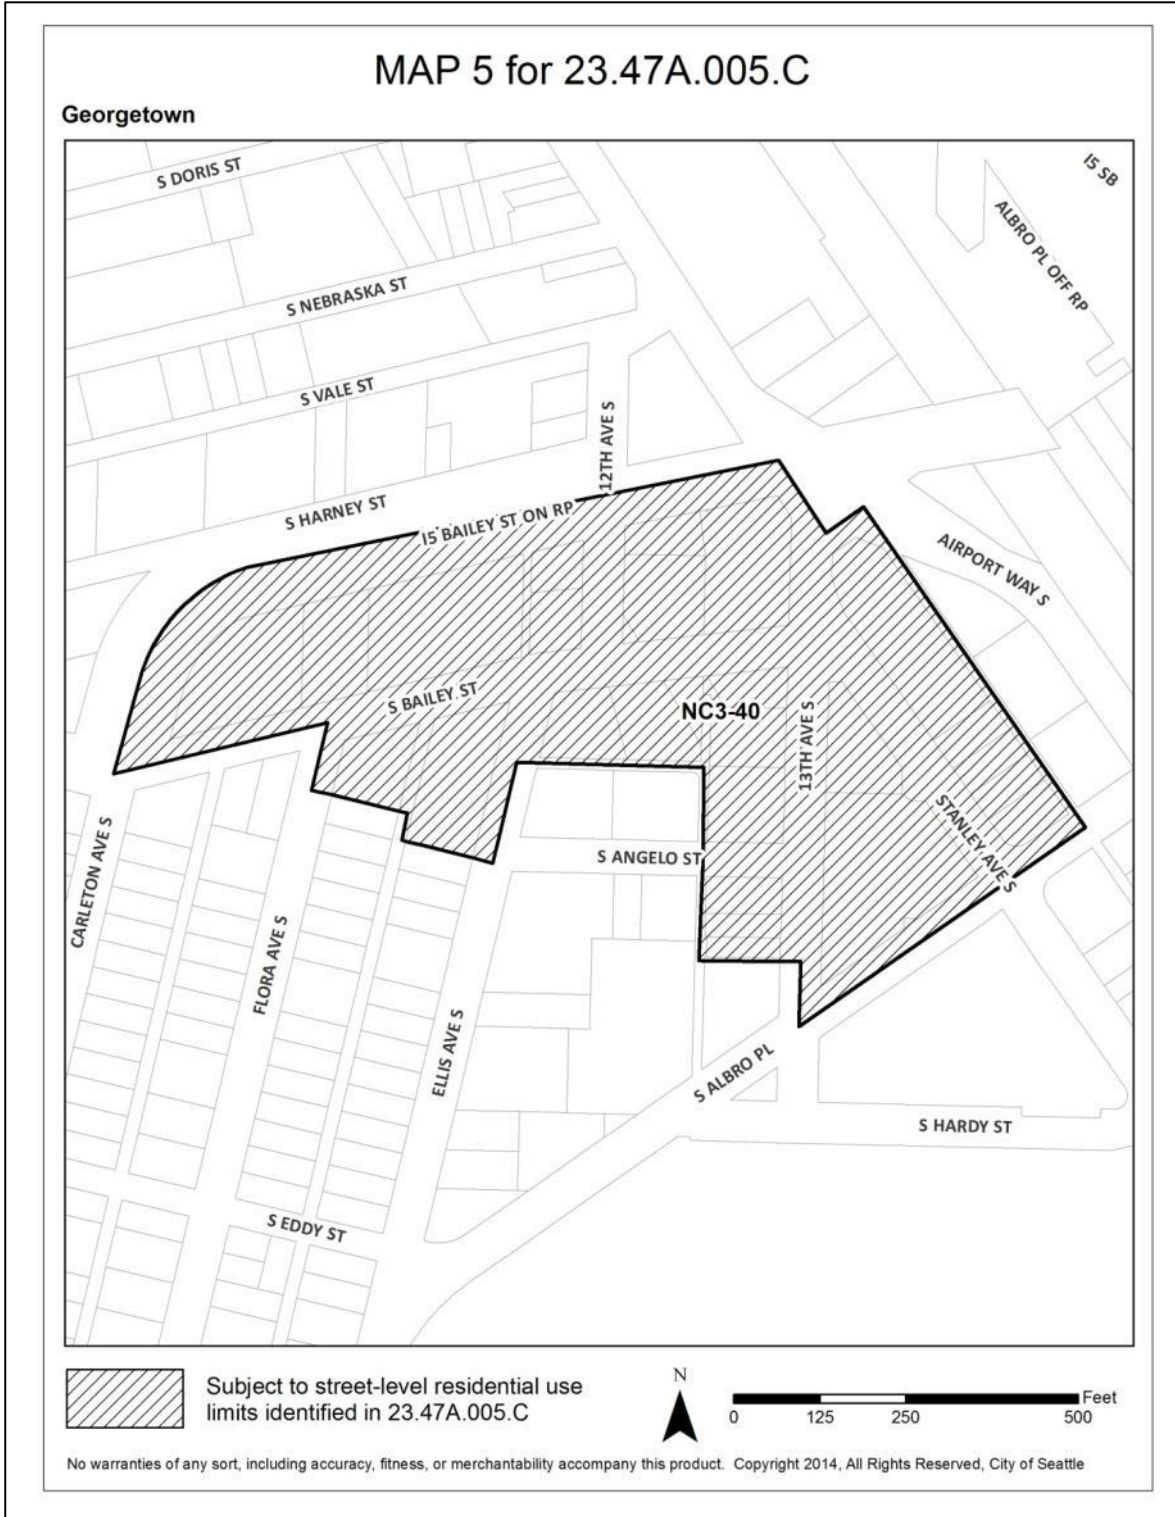 MAP 5 for 23.47A.005.C
Georgetown
S DORIS ST
I5 SB
ALBRO PL OFF RP
S NEBRASKA ST
S VALE ST
12TH AVE S
S HARNEY ST
I5 BAILEY ST ON RP
AIRPORT WAY S
S BAILEY ST
NC3-40
13TH AVE S
STANLEY AVE S
S ANGELO ST
CARLETON AVE S
FLORA AVE S
ELLIS AVE S
S ALBRO PL
S HARDY ST
S EDDY ST
Subject to street-level residential use
limits identified in 23.47A.005.C
N
Feet
0 125 250 500
No warranties of any sort, including accuracy, fitness, or merchantability accompany this product. Copyright 2014, All Rights Reserved, City of Seattle